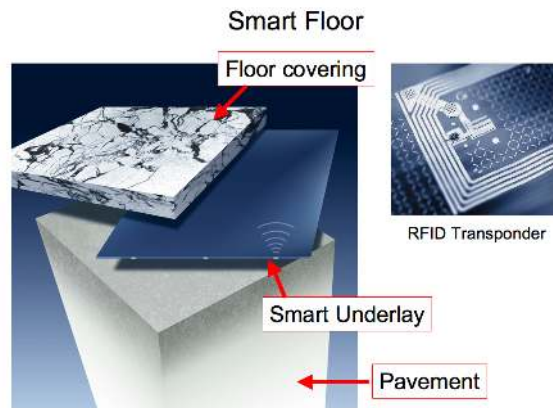 Smart Floor
Floor covering
RFID Transponder
Smart Underlay
Pavement